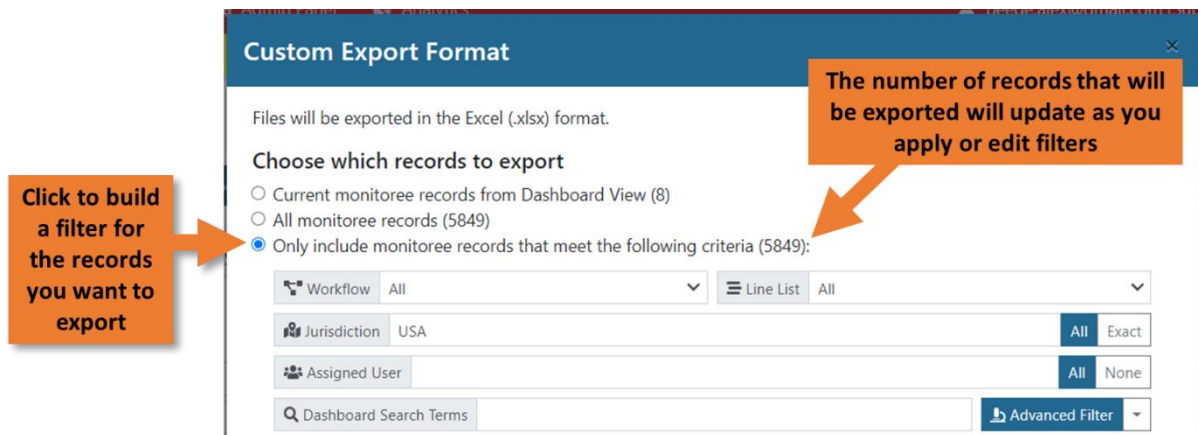 Admin Panel Analytics
Custom Export Format
×
The number of records that will
be exported will update as you
apply or edit filters
Files will be exported in the Excel (.xlsx) format.
Choose which records to export
Click to build
a filter for
the records
you want to
export
Current monitoree records from Dashboard View (8)
All monitoree records (5849)
Only include monitoree records that meet the following criteria (5849):
Workflow All Line List All
Jurisdiction USA All Exact
Assigned User All None
Dashboard Search Terms Advanced Filter